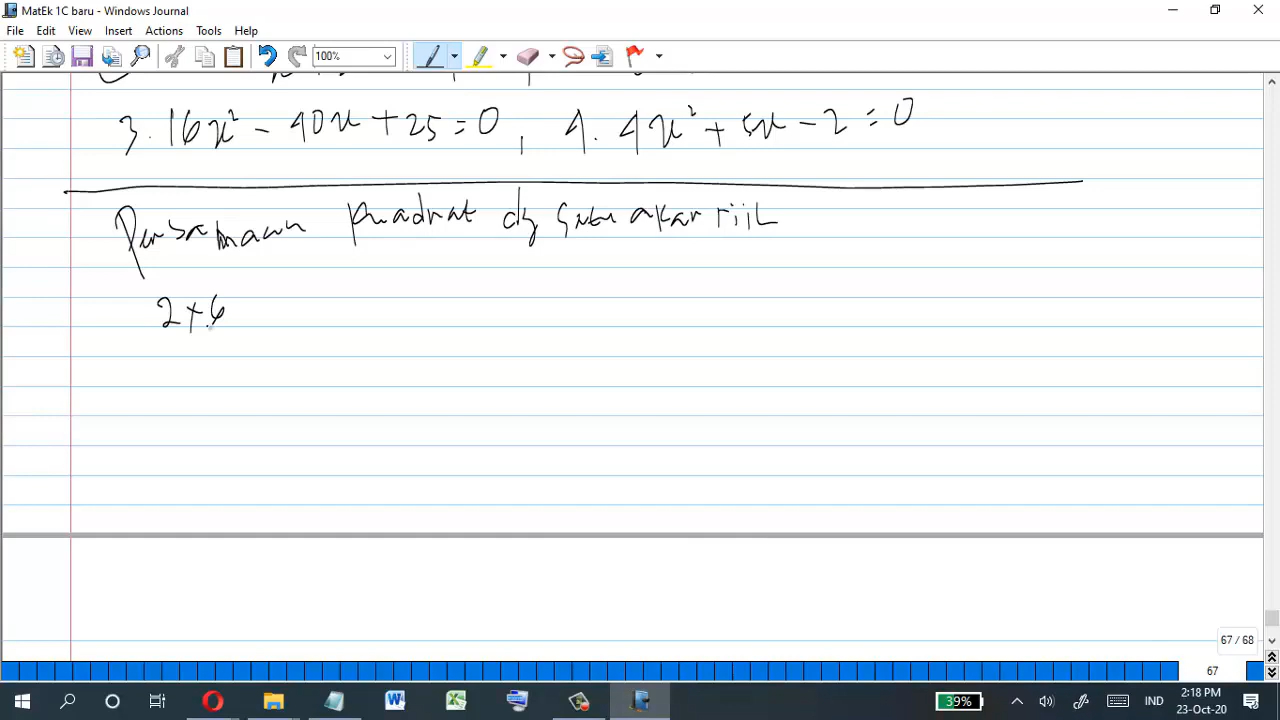 MatEk 1C baru - Windows Journal
File Edit View Insert Actions Tools Help
100%
3. 16x² - 40x + 25 = 0 , 4. 4x² + 5x - 2 = 0
Persamaan kuadrat dg satu akar riil
2 + 6
67 / 68
67
39% IND 2:18 PM
23-Oct-20